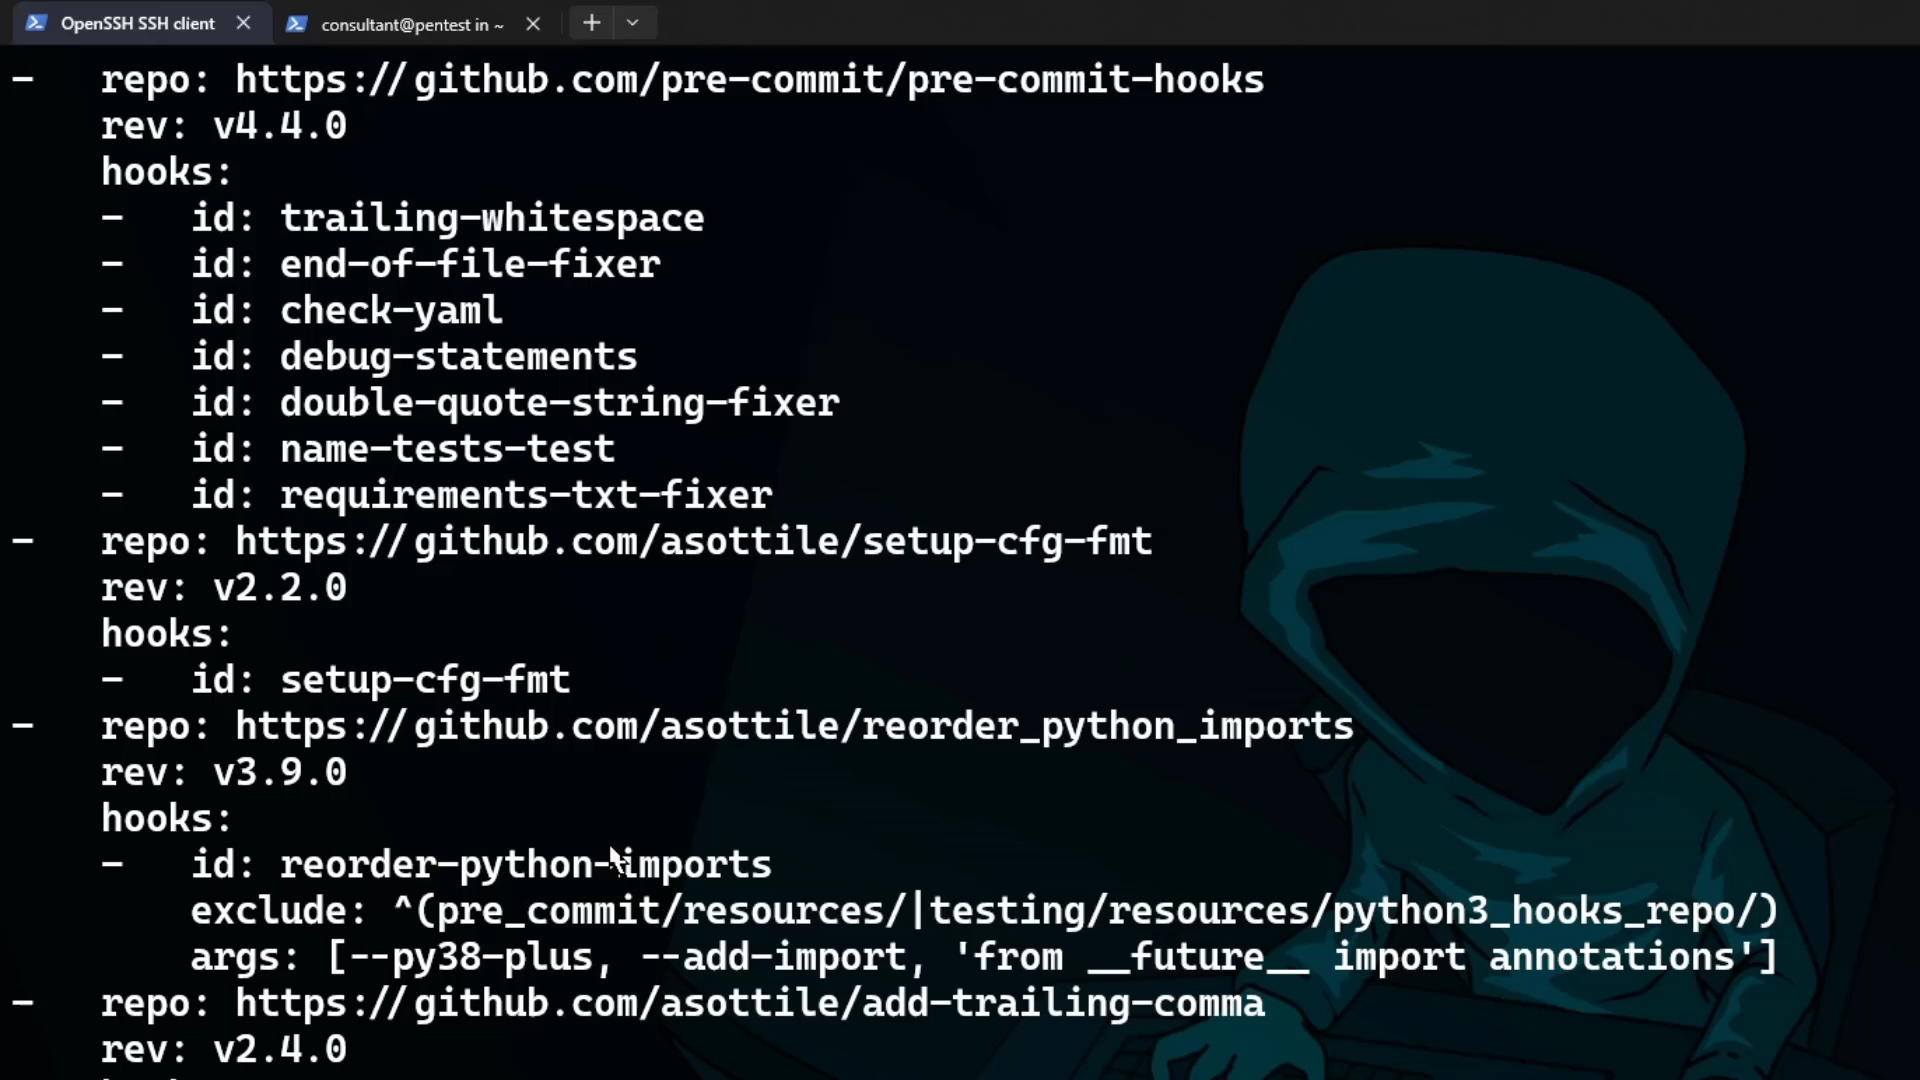 OpenSSH SSH client
consultant@pentest in ~
- repo: https://github.com/pre-commit/pre-commit-hooks
rev: v4.4.0
hooks:
- id: trailing-whitespace
- id: end-of-file-fixer
- id: check-yaml
- id: debug-statements
- id: double-quote-string-fixer
- id: name-tests-test
- id: requirements-txt-fixer
- repo: https://github.com/asottile/setup-cfg-fmt
rev: v2.2.0
hooks:
- id: setup-cfg-fmt
- repo: https://github.com/asottile/reorder_python_imports
rev: v3.9.0
hooks:
- id: reorder-python-imports
exclude: ^(pre_commit/resources/|testing/resources/python3_hooks_repo/)
args: [--py38-plus, --add-import, 'from __future__ import annotations']
- repo: https://github.com/asottile/add-trailing-comma
rev: v2.4.0